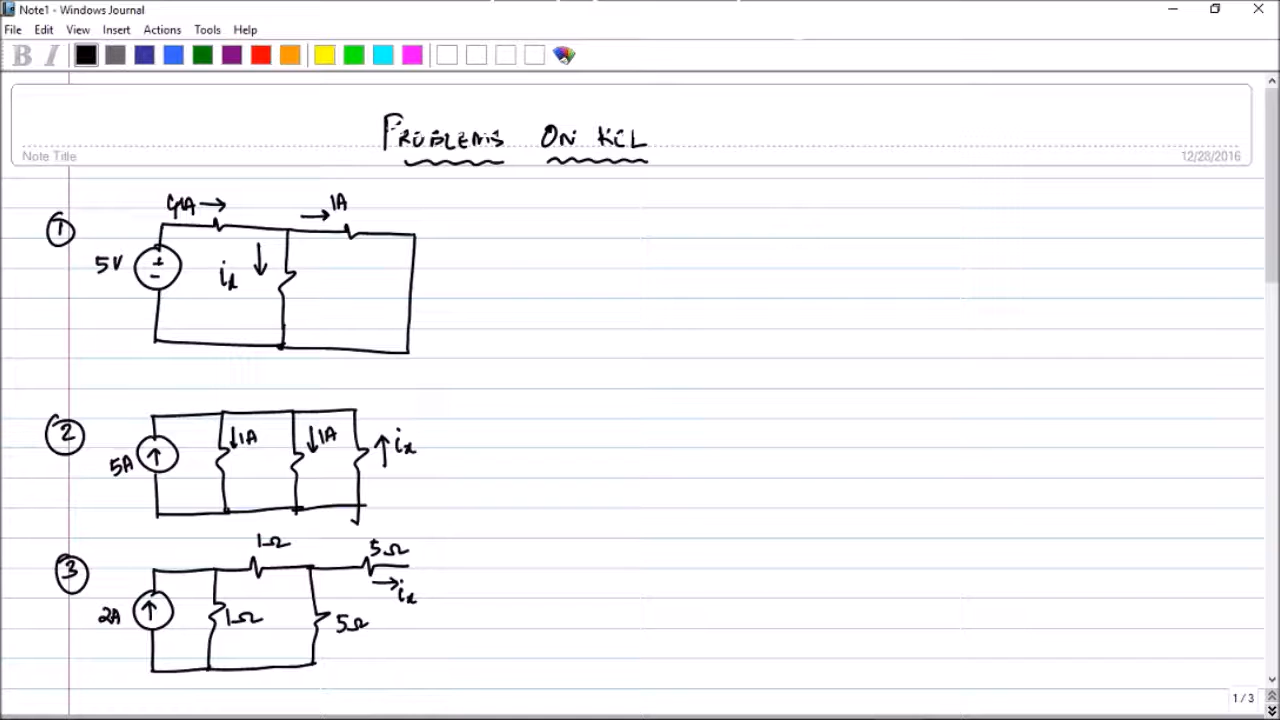 Note1 - Windows Journal
File Edit View Insert Actions Tools Help
B I
PROBLEMS ON KCL
Note Title
12/28/2016
1
→ 1A
5V
+
-
ix
2
5A
1A
1A
ix
3
1Ω
5Ω
ix
2A
1Ω
5Ω
1 / 3